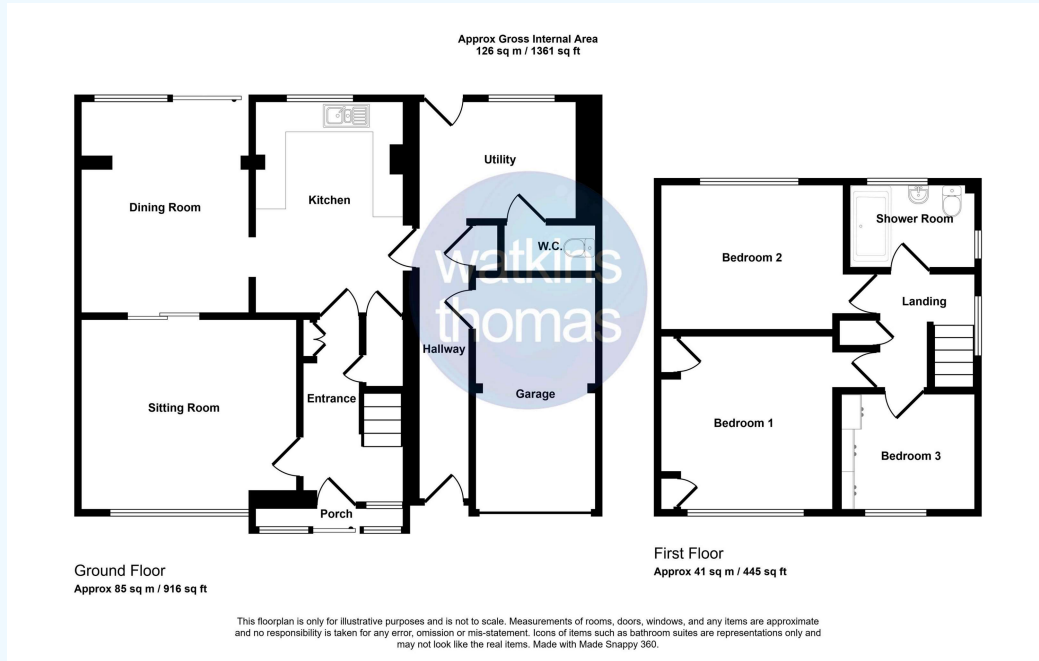 Approx Gross Internal Area
126 sq m / 1361 sq ft
Utility
Dining Room
Kitchen
W.C.
watkins
thomas
Hallway
Sitting Room
Entrance
Garage
Porch
Shower Room
Bedroom 2
Landing
Bedroom 1
Bedroom 3
Ground Floor
Approx 85 sq m / 916 sq ft
First Floor
Approx 41 sq m / 445 sq ft
This floorplan is only for illustrative purposes and is not to scale. Measurements of rooms, doors, windows, and any items are approximate
and no responsibility is taken for any error, omission or mis-statement. Icons of items such as bathroom suites are representations only and
may not look like the real items. Made with Made Snappy 360.